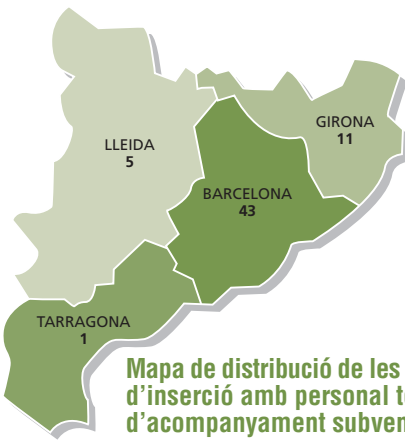 GIRONA
11
LLEIDA
5
BARCELONA
43
TARRAGONA
1
Mapa de distribució de les
d'inserció amb personal
d'acompanyament